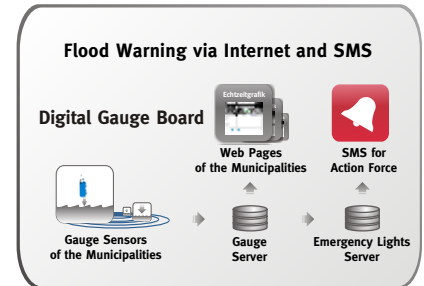 Flood Warning via Internet and SMS
Digital Gauge Board
Echtzeitgrafik
Web Pages
of the Municipalities
SMS for
Action Force
Gauge Sensors
of the Municipalities
Gauge
Server
Emergency Lights
Server